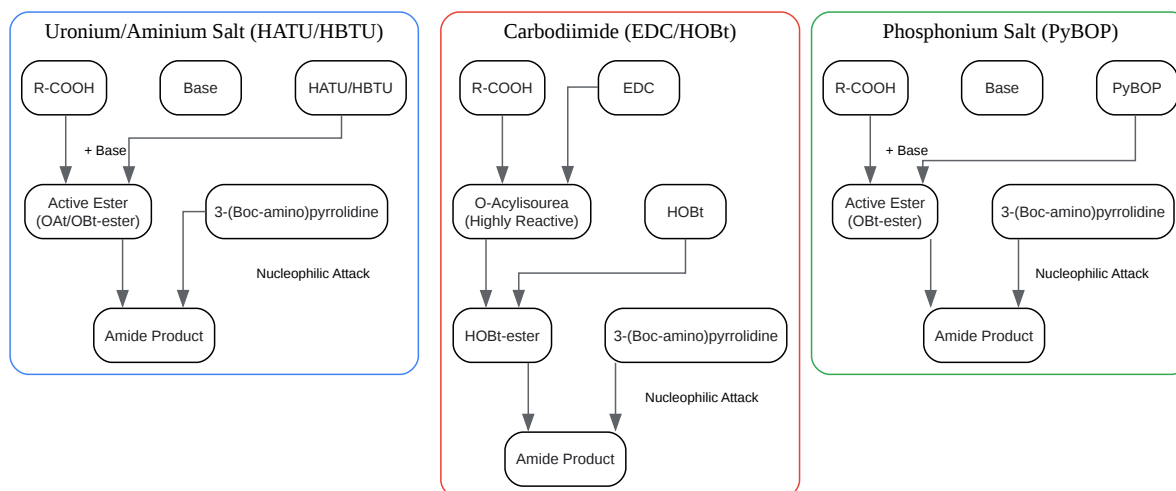 Uronium/Aminium Salt (HATU/HBTU)
R-COOH
Base
HATU/HBTU
+ Base
Active Ester
(OAt/OBt-ester)
3-(Boc-amino)pyrrolidine
Nucleophilic Attack
Amide Product
Carbodiimide (EDC/HOBt)
R-COOH
EDC
O-Acylisourea
(Highly Reactive)
HOBt
HOBt-ester
3-(Boc-amino)pyrrolidine
Nucleophilic Attack
Amide Product
Phosphonium Salt (PyBOP)
R-COOH
Base
PyBOP
+ Base
Active Ester
(OBt-ester)
3-(Boc-amino)pyrrolidine
Nucleophilic Attack
Amide Product